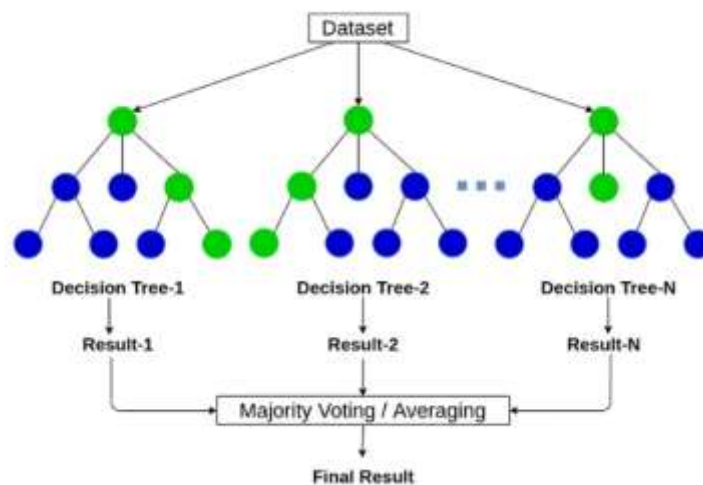 Dataset
Decision Tree-1
Decision Tree-2
Decision Tree-N
Result-1
Result-2
Result-N
Majority Voting / Averaging
Final Result